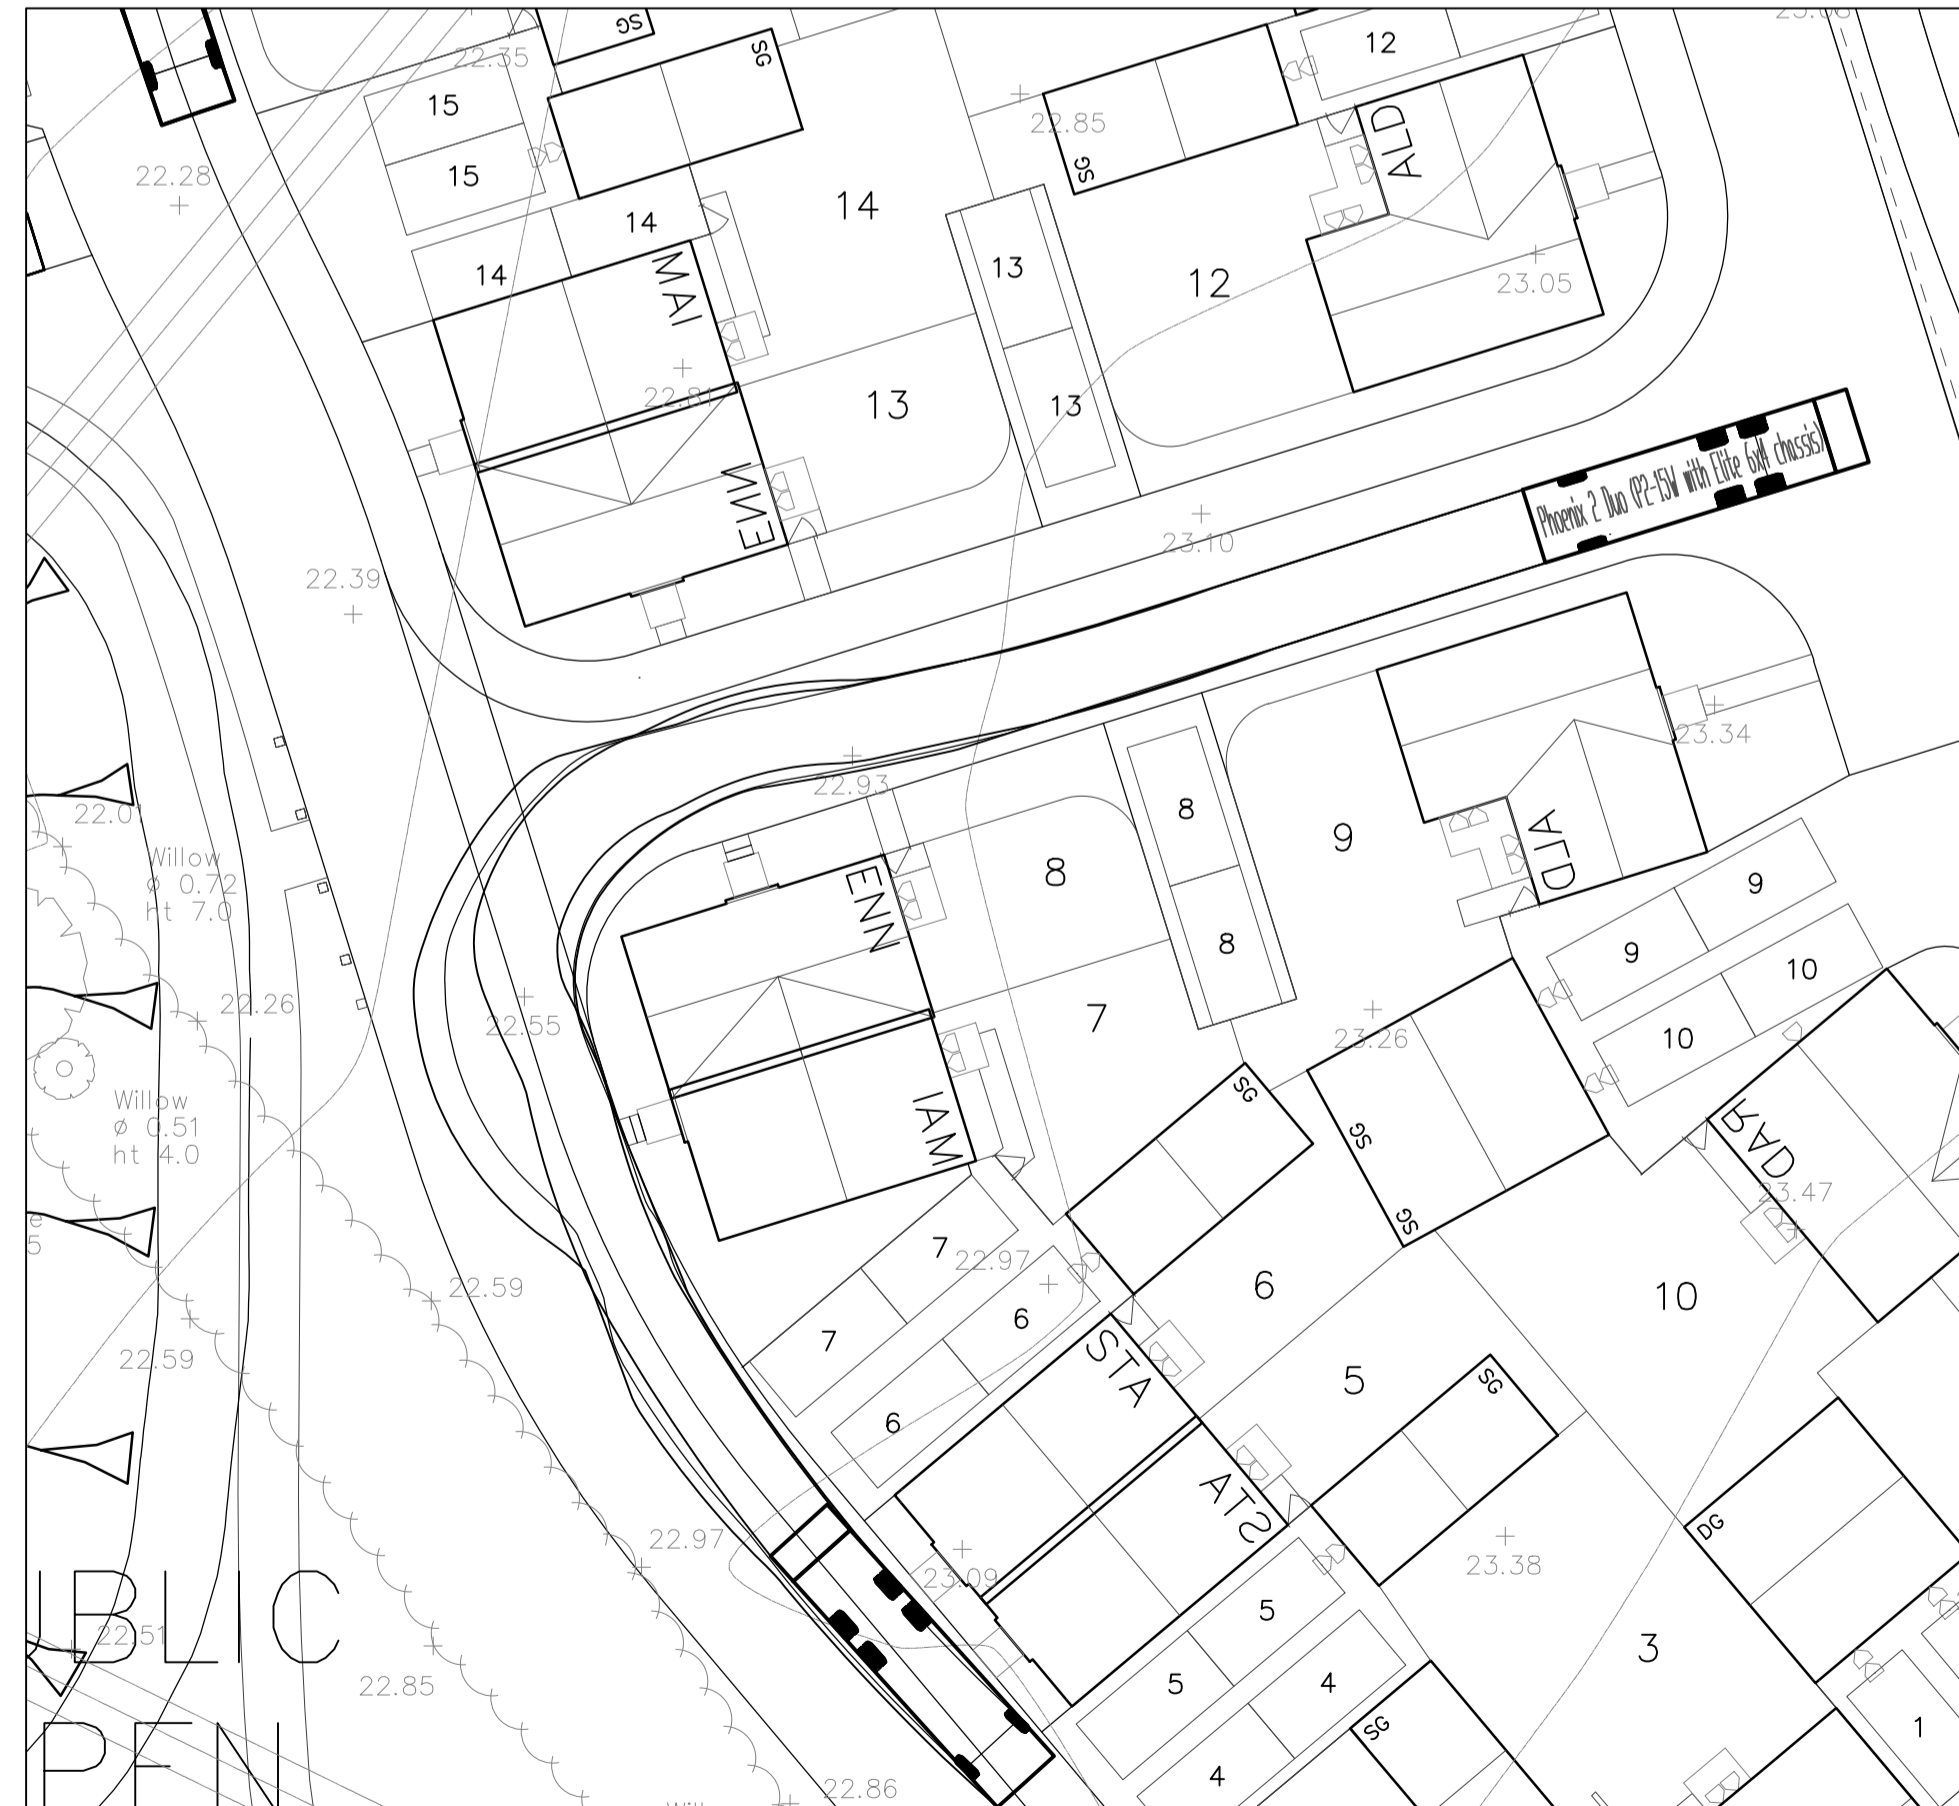 SG
SG
12
22.35
15
15
22.28
22.85
SG
ALD
14
14
14
MAI
13
12
23.05
22.81
13
13
ENN
Phoenix 2 Duo (P2-15W with Elite 6x4 chassis)
22.39
23.10
23.34
22.93
8
9
ALD
8
ENN
8
9
9
10
10
22.01
Willow
ø 0.72
ht 7.0
22.26
22.55
7
23.26
SG
SG
SG
RAD
23.47
Willow
ø 0.51
ht 4.0
MAI
7
22.97
7
6
6
6
10
STA
5
SG
22.59
22.59
STA
DG
22.97
23.09
23.38
5
5
4
4
3
SG
1
UBLIC
22.51
22.85
PEN
22.86